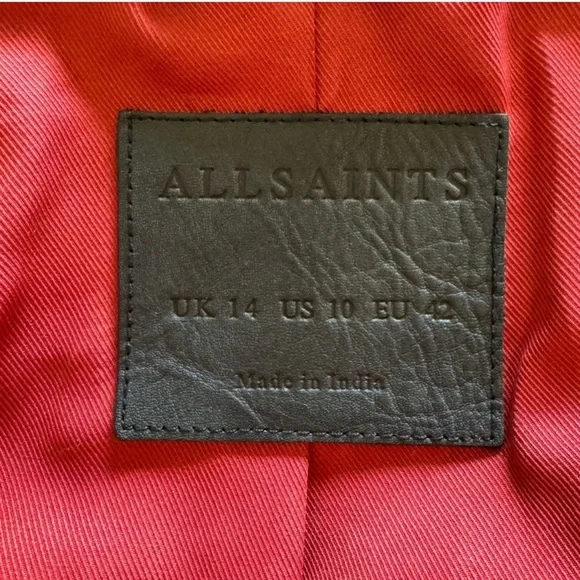 ALLSAINTS
UK 14 US 10 EU 42
Made in India